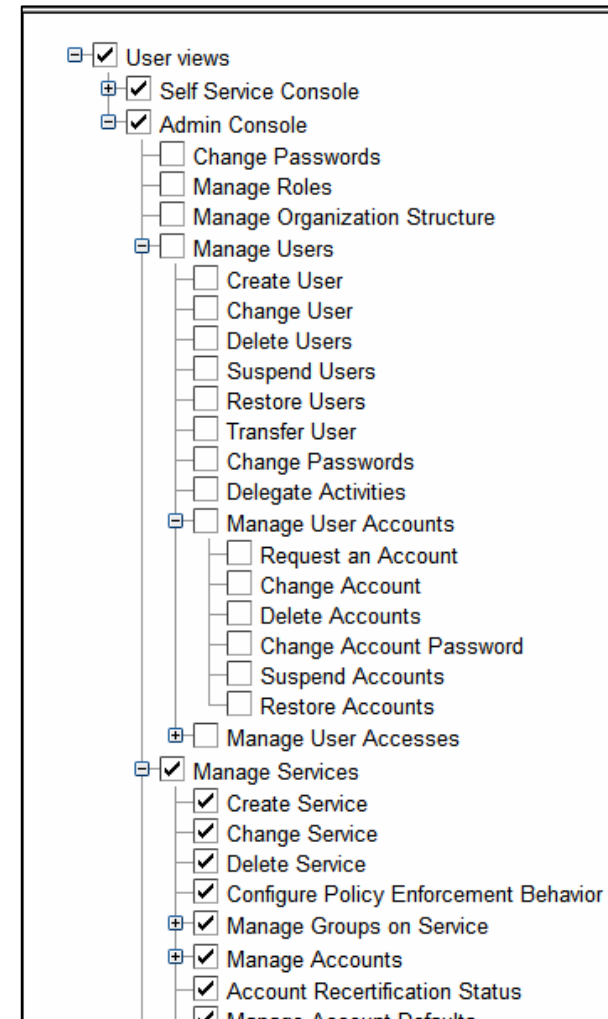 User views
Self Service Console
Admin Console
Change Passwords
Manage Roles
Manage Organization Structure
Manage Users
Create User
Change User
Delete Users
Suspend Users
Restore Users
Transfer User
Change Passwords
Delegate Activities
Manage User Accounts
Request an Account
Change Account
Delete Accounts
Change Account Password
Suspend Accounts
Restore Accounts
Manage User Accesses
Manage Services
Create Service
Change Service
Delete Service
Configure Policy Enforcement Behavior
Manage Groups on Service
Manage Accounts
Account Recertification Status
Manage Account Defaults